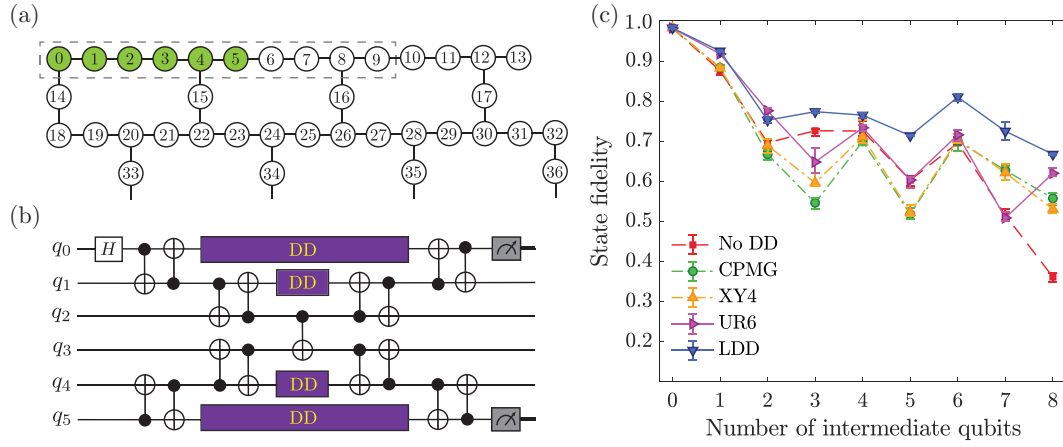 (a)
0 1 2 3 4 5 6 7 8 9 10 11 12 13
14 15 16 17
18 19 20 21 22 23 24 25 26 27 28 29 30 31 32
33 34 35 36
(b)
q0 H DD
q1 DD
q2
q3
q4 DD
q5 DD
(c)
State fidelity
1.0
0.9
0.8
0.7
0.6
0.5
0.4
0.3
0.2
No DD
CPMG
XY4
UR6
LDD
0 1 2 3 4 5 6 7 8
Number of intermediate qubits